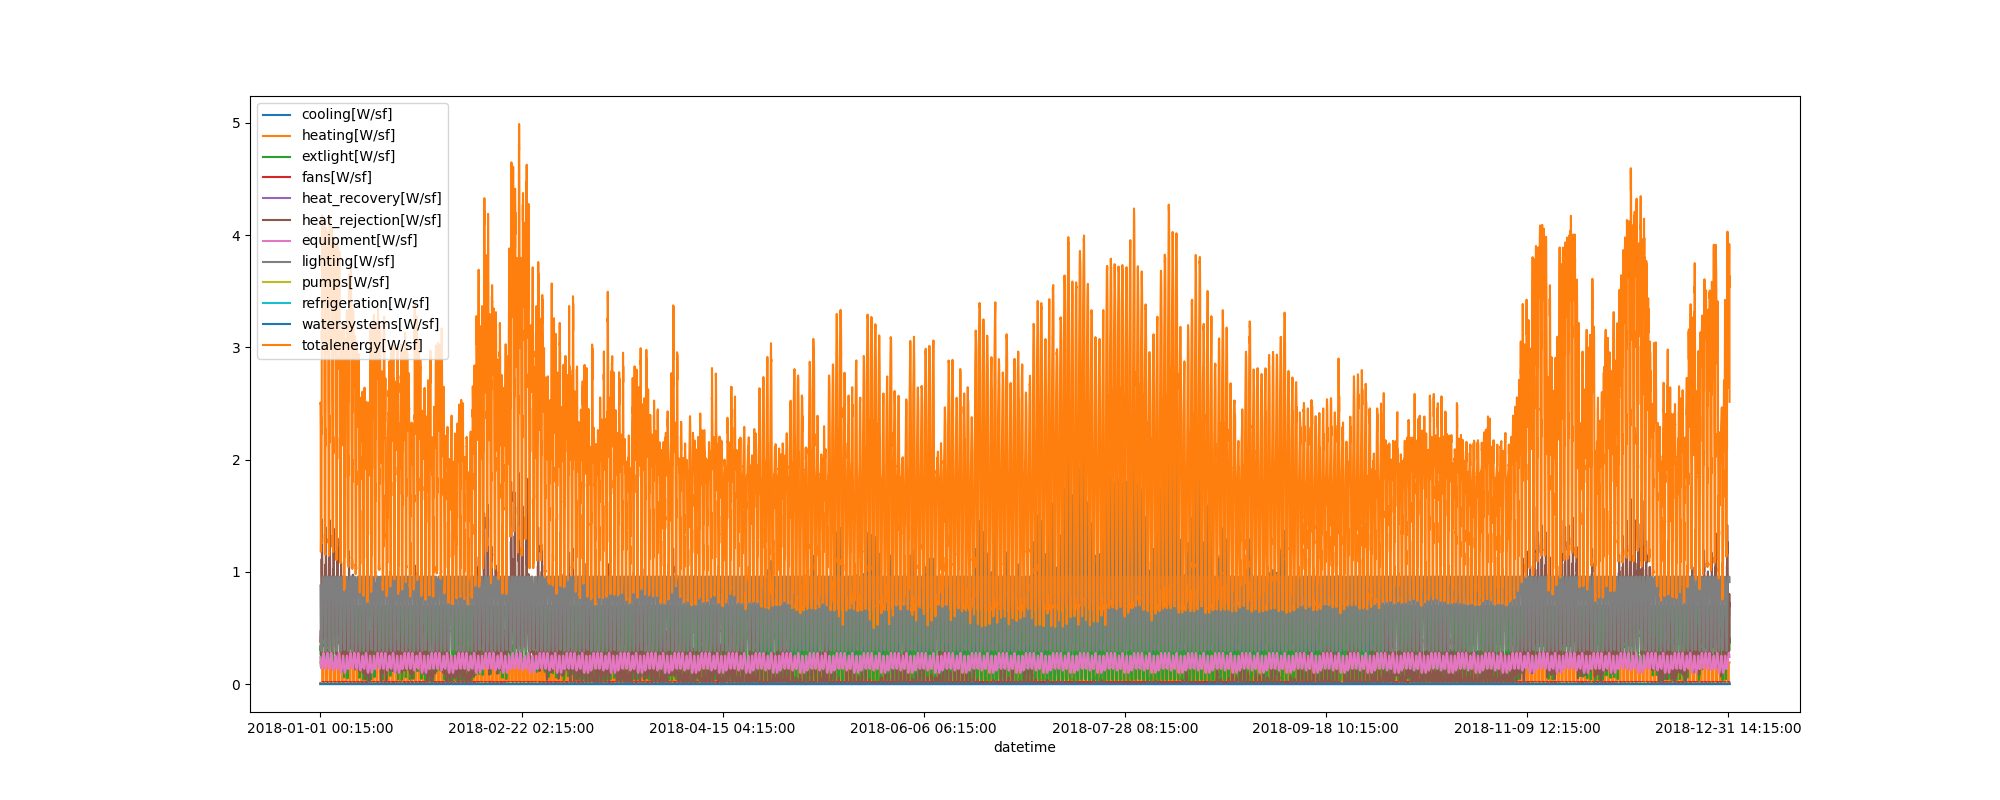 5
4
3
2
1
0
cooling[W/sf]
heating[W/sf]
extlight[W/sf]
fans[W/sf]
heat_recovery[W/sf]
heat_rejection[W/sf]
equipment[W/sf]
lighting[W/sf]
pumps[W/sf]
refrigeration[W/sf]
watersystems[W/sf]
totalenergy[W/sf]
2018-01-01 00:15:00 2018-02-22 02:15:00 2018-04-15 04:15:00 2018-06-06 06:15:00 2018-07-28 08:15:00 2018-09-18 10:15:00 2018-11-09 12:15:00 2018-12-31 14:15:00
datetime